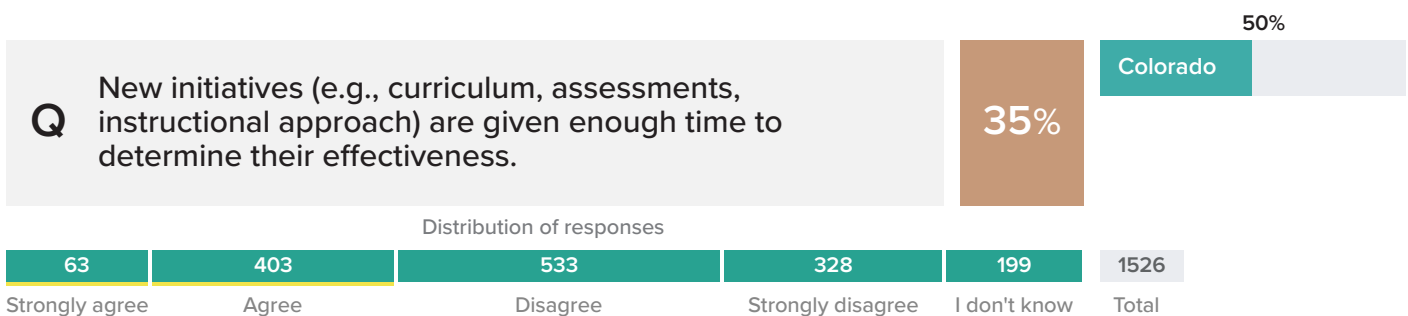 50%
Q
New initiatives (e.g., curriculum, assessments,
instructional approach) are given enough time to
determine their effectiveness.
35%
Colorado
Distribution of responses
63 403 533 328 199 1526
Strongly agree Agree Disagree Strongly disagree I don't know Total